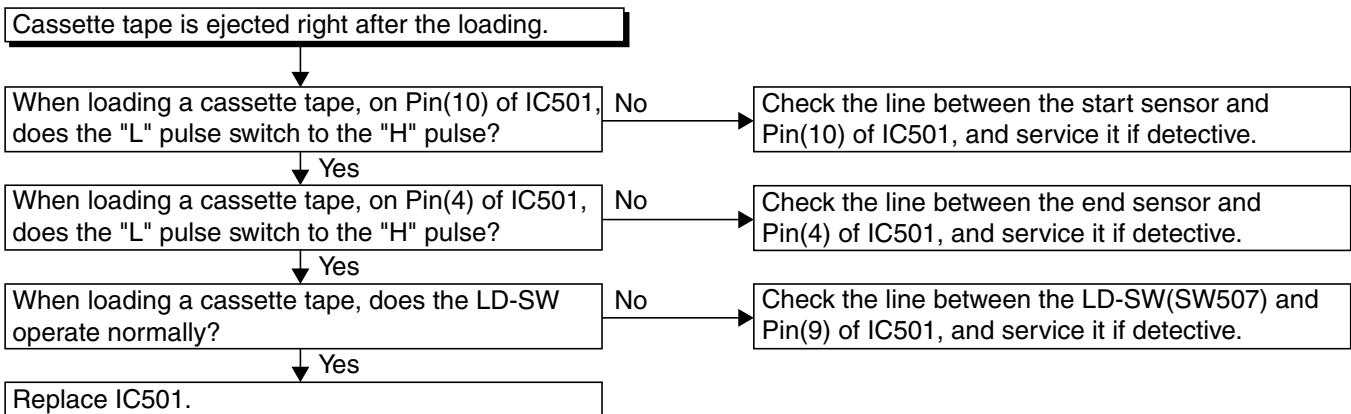 Cassette tape is ejected right after the loading.
When loading a cassette tape, on Pin(10) of IC501,
does the "L" pulse switch to the "H" pulse?
No
Check the line between the start sensor and
Pin(10) of IC501, and service it if detective.
Yes
When loading a cassette tape, on Pin(4) of IC501,
does the "L" pulse switch to the "H" pulse?
No
Check the line between the end sensor and
Pin(4) of IC501, and service it if detective.
Yes
When loading a cassette tape, does the LD-SW
operate normally?
No
Check the line between the LD-SW(SW507) and
Pin(9) of IC501, and service it if detective.
Yes
Replace IC501.